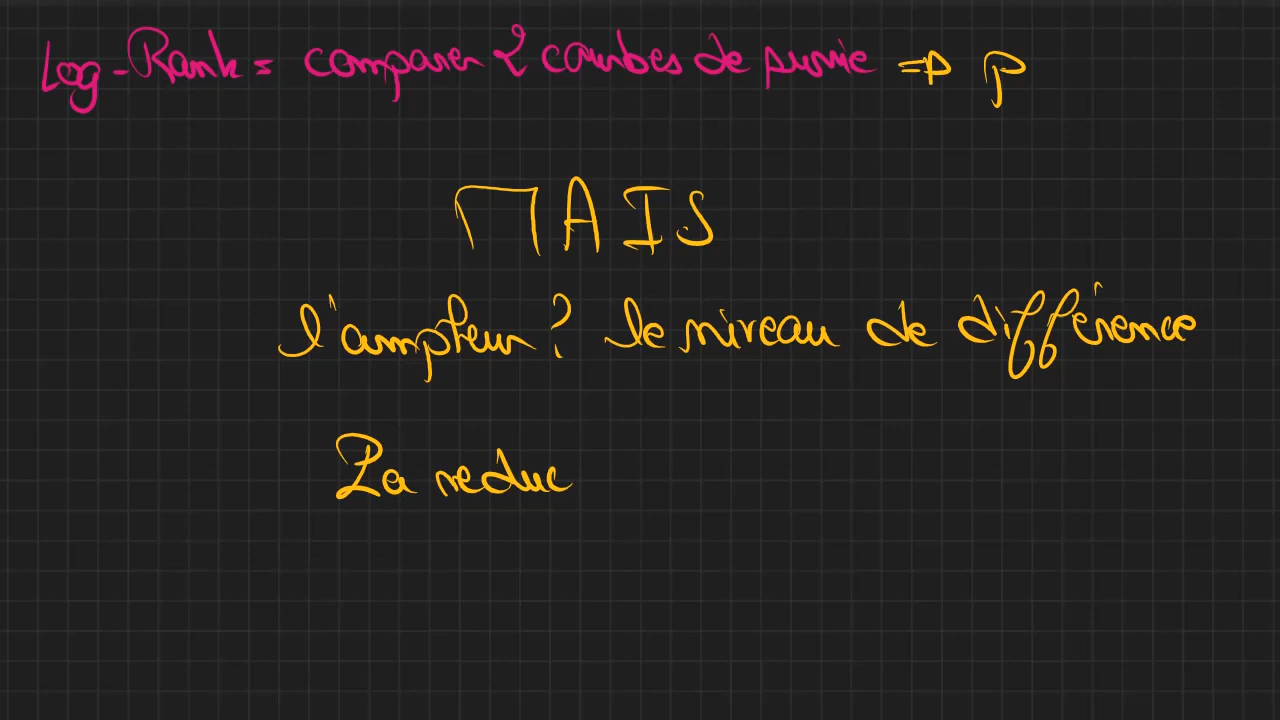 Log-Rank = comparer 2 courbes de survie => p
MAIS
l'ampleur? le niveau de différence
La reduc